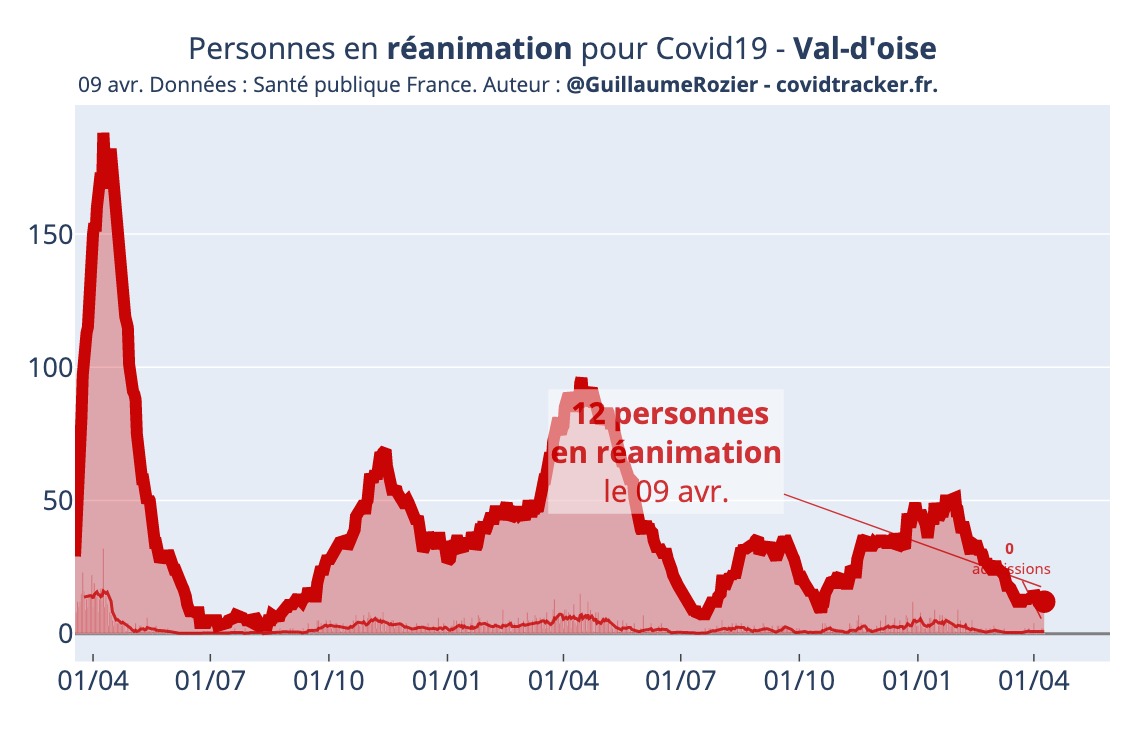 Personnes en réanimation pour Covid19 - Val-d'oise
09 avr. Données : Santé publique France. Auteur : @GuillaumeRozier - covidtracker.fr.
150
100
50
0
12 personnes
en réanimation
le 09 avr.
0
admissions
01/04 01/07 01/10 01/01 01/04 01/07 01/10 01/01 01/04